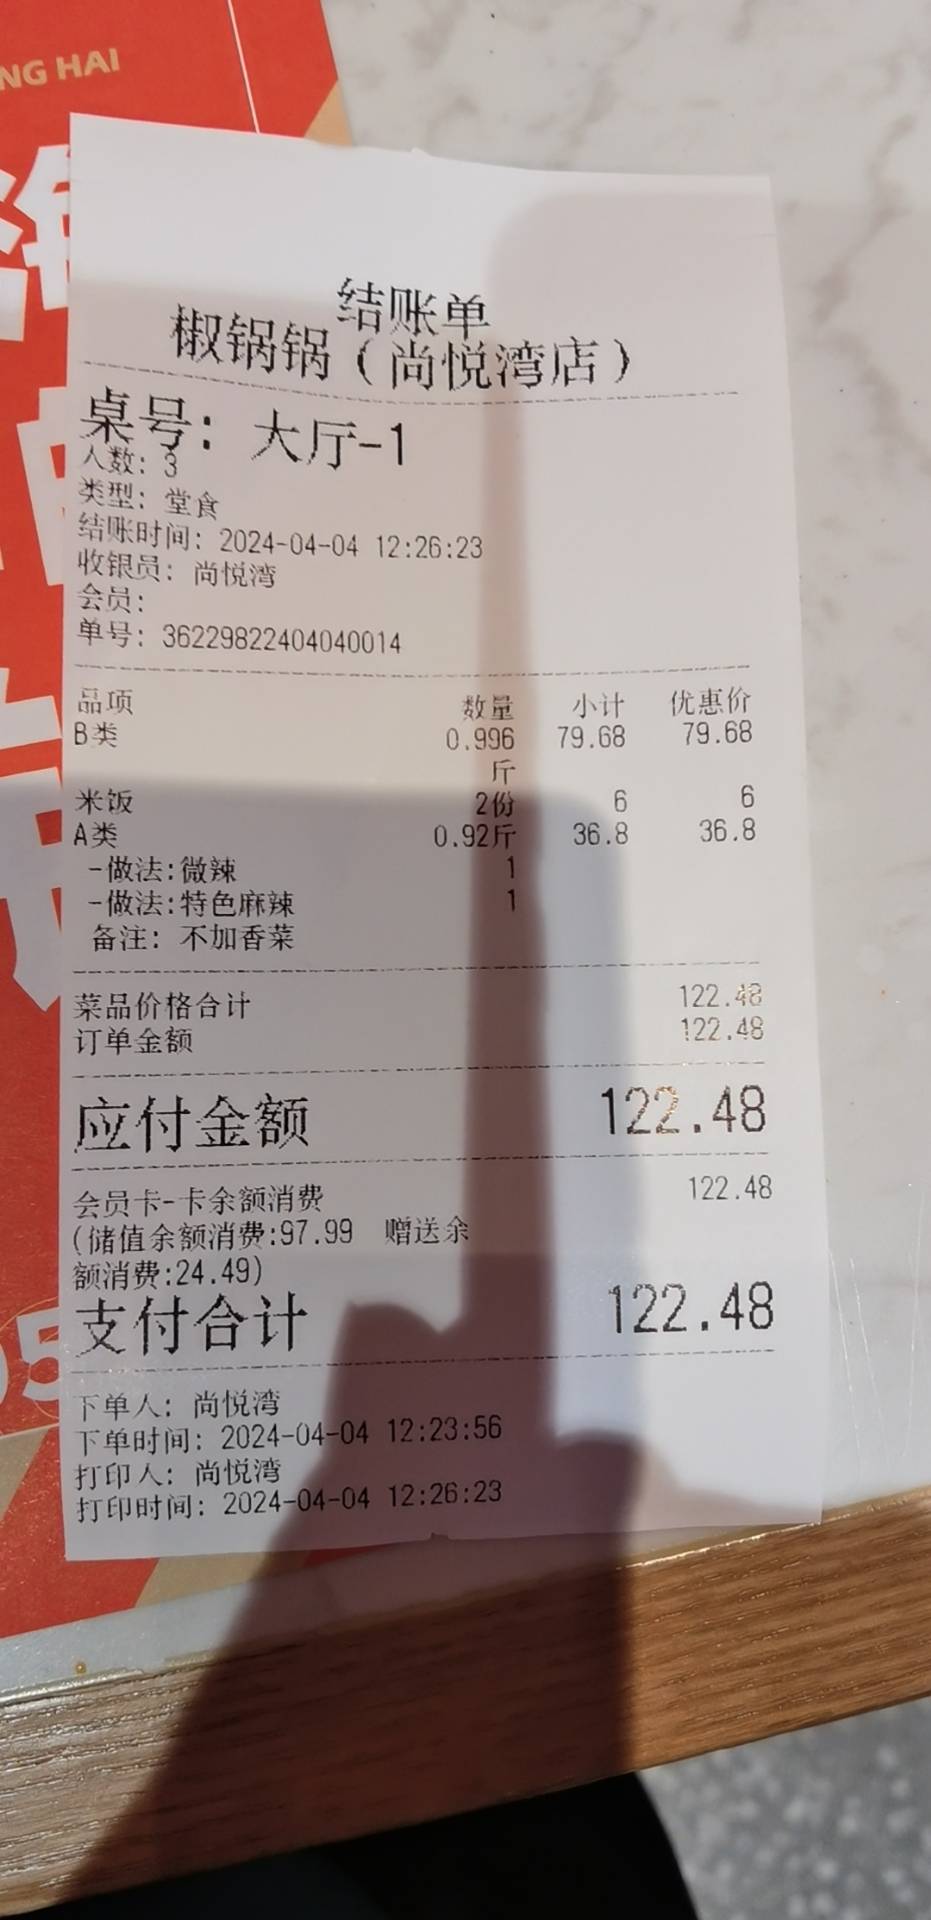 NG HAI
结账单
椒锅锅（尚悦湾店）
桌号：大厅-1
人数：3
类型：堂食
结账时间：2024-04-04 12:26:23
收银员：尚悦湾
会员：
单号：36229822404040014
品项 数量 小计 优惠价
B类 0.996 79.68 79.68
斤
米饭 2份 6 6
A类 0.92斤 36.8 36.8
-做法:微辣 1
-做法:特色麻辣 1
备注：不加香菜
菜品价格合计 122.48
订单金额 122.48
应付金额 122.48
会员卡-卡余额消费 122.48
(储值余额消费:97.99 赠送余
额消费:24.49)
支付合计 122.48
下单人：尚悦湾
下单时间：2024-04-04 12:23:56
打印人：尚悦湾
打印时间：2024-04-04 12:26:23